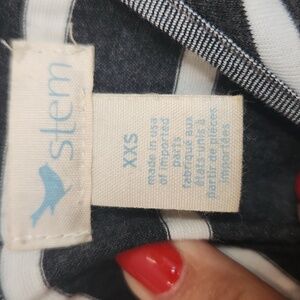 stem
XXS
made in usa
of imported
parts
fabriqué aux
états-unis à
partir de pièces
importées